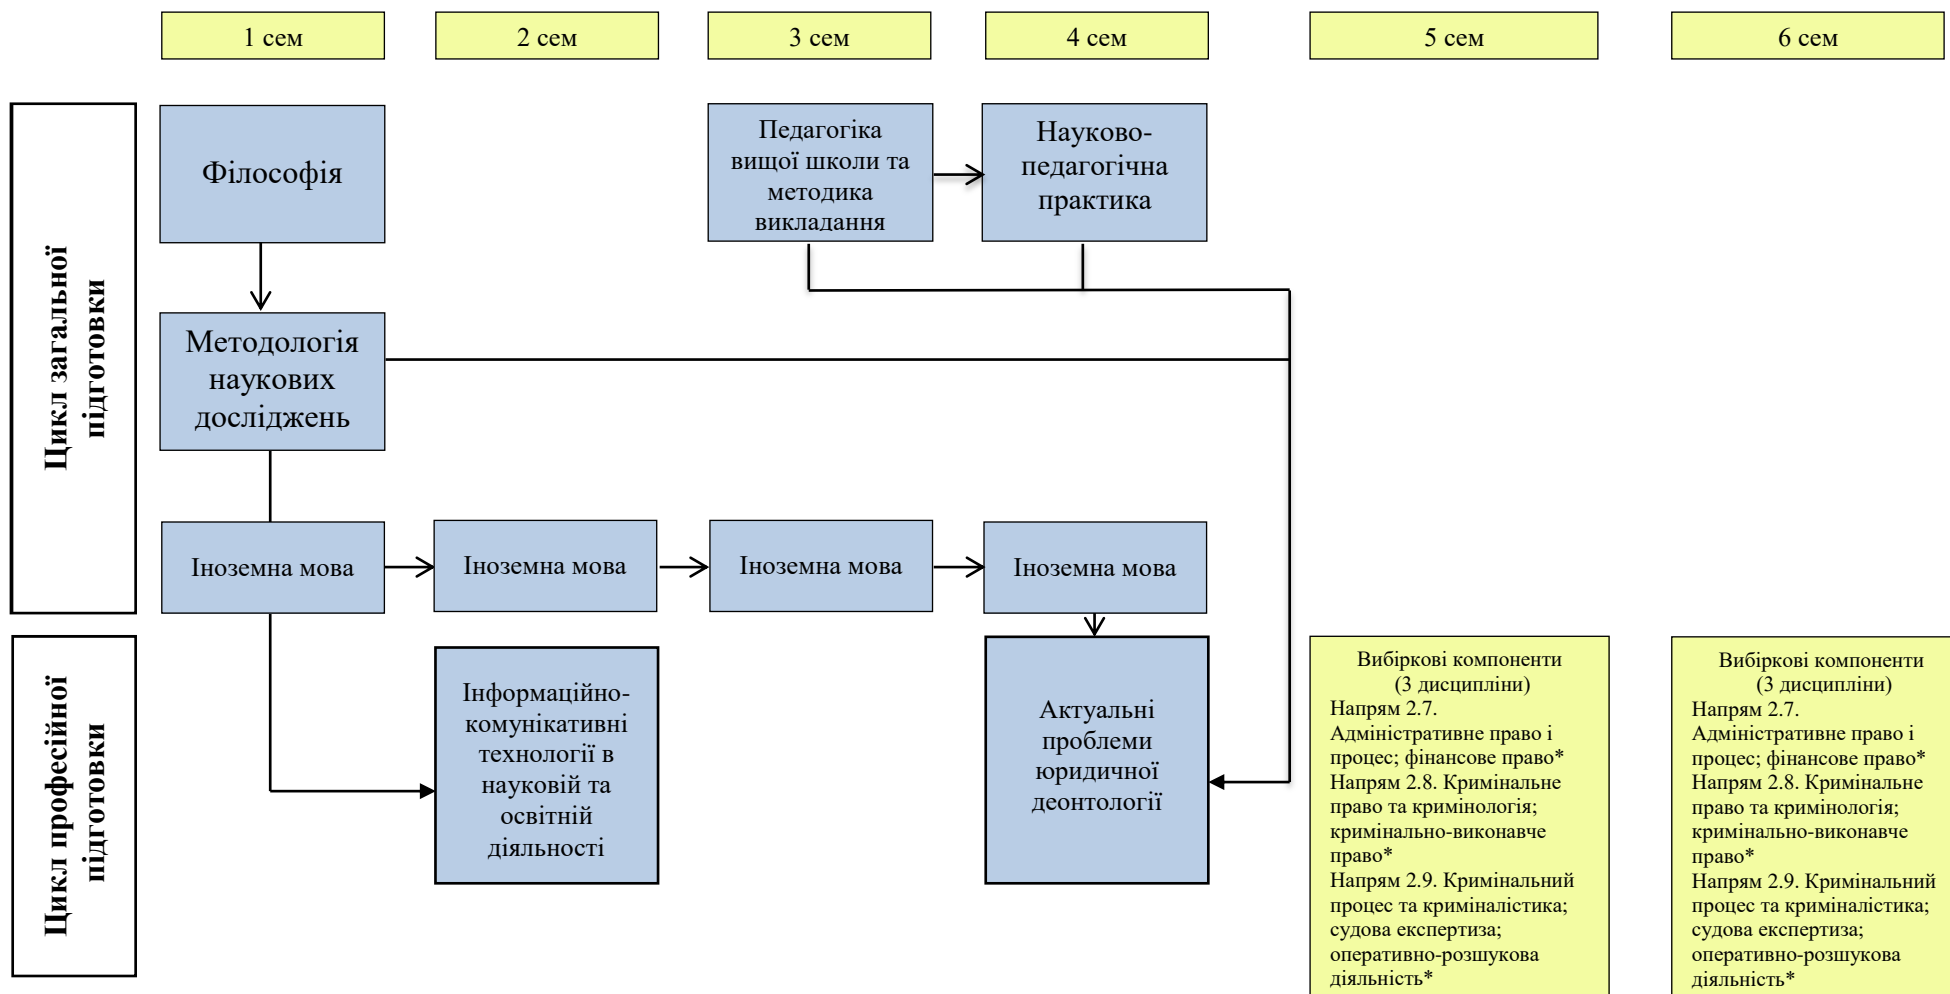 1 сем
2 сем
3 сем
4 сем
5 сем
6 сем
Цикл загальної
підготовки
Філософія
Педагогіка
вищої школи та
методика
викладання
Науково-
педагогічна
практика
Методологія
наукових
досліджень
Іноземна мова
Іноземна мова
Іноземна мова
Іноземна мова
Цикл професійної
підготовки
Інформаційно-
комунікативні
технології в
науковій та
освітній
діяльності
Актуальні
проблеми
юридичної
деонтології
Вибіркові компоненти
(3 дисципліни)
Напрям 2.7.
Адміністративне право і
процес; фінансове право*
Напрям 2.8. Кримінальне
право та кримінологія;
кримінально-виконавче
право*
Напрям 2.9. Кримінальний
процес та криміналістика;
судова експертиза;
оперативно-розшукова
діяльність*
Вибіркові компоненти
(3 дисципліни)
Напрям 2.7.
Адміністративне право і
процес; фінансове право*
Напрям 2.8. Кримінальне
право та кримінологія;
кримінально-виконавче
право*
Напрям 2.9. Кримінальний
процес та криміналістика;
судова експертиза;
оперативно-розшукова
діяльність*